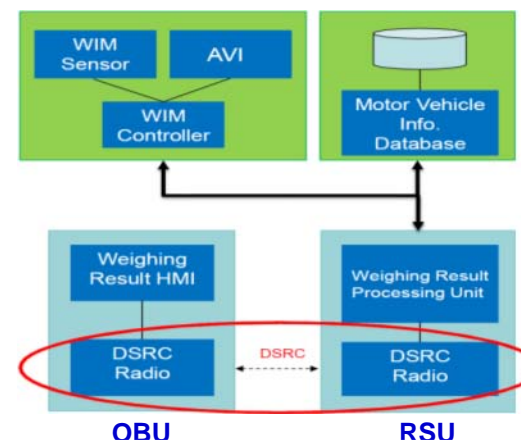 WIM
Sensor
AVI
WIM
Controller
Motor Vehicle
Info.
Database
Weighing
Result HMI
Weighing Result
Processing Unit
DSRC
Radio
DSRC
DSRC
Radio
OBU
RSU